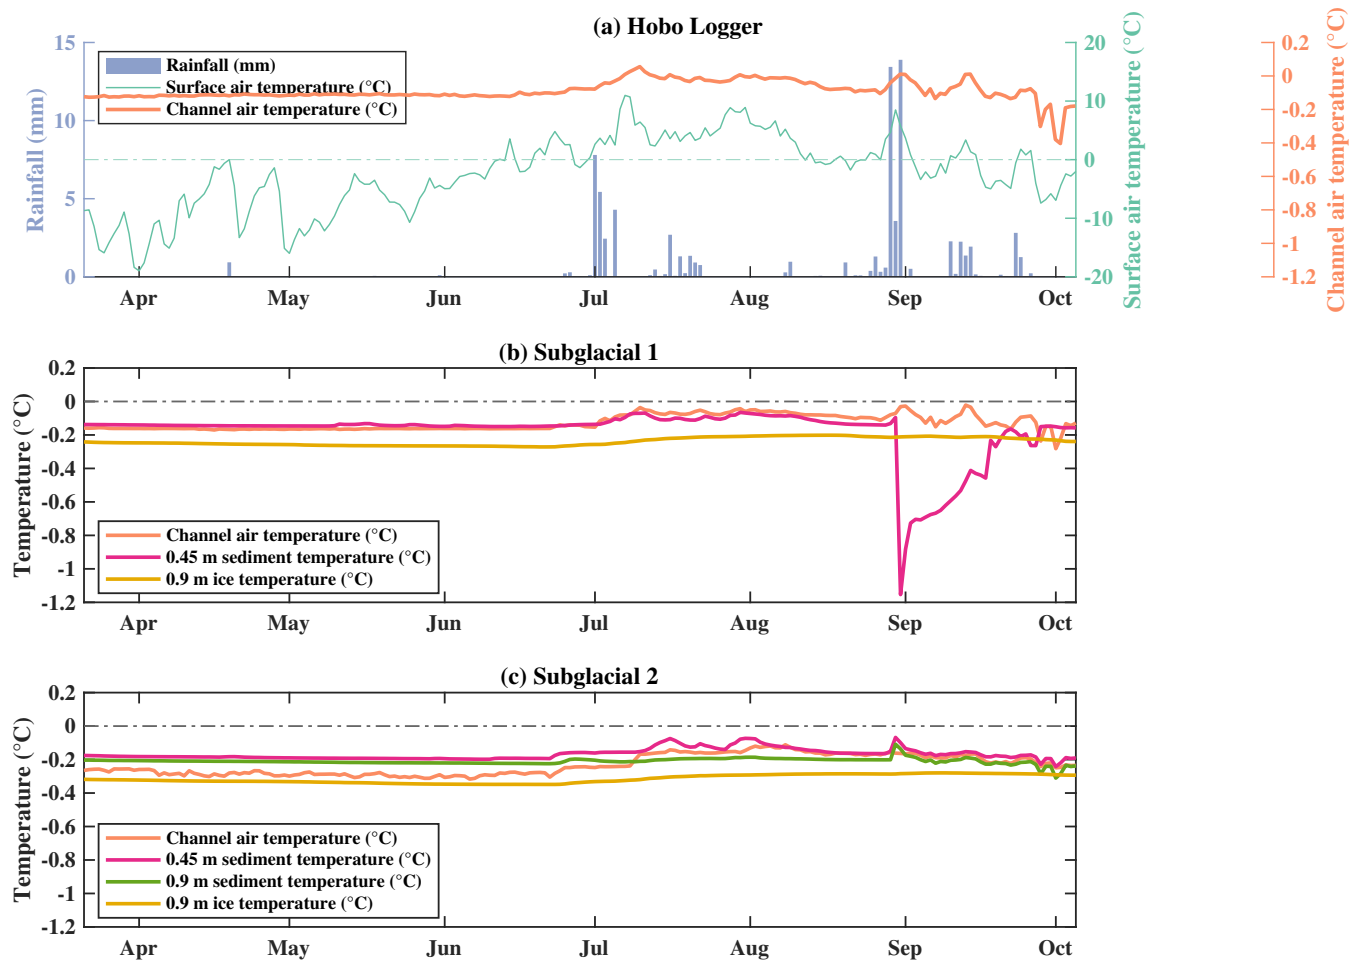 (a) Hobo Logger
Rainfall (mm)
15
10
5
0
Rainfall (mm)
Surface air temperature (°C)
Channel air temperature (°C)
20
10
0
-10
-20
Surface air temperature (°C)
0.2
0
-0.2
-0.4
-0.6
-0.8
-1
-1.2
Channel air temperature (°C)
Apr May Jun Jul Aug Sep Oct
(b) Subglacial 1
Temperature (°C)
0.2
0
-0.2
-0.4
-0.6
-0.8
-1
-1.2
Channel air temperature (°C)
0.45 m sediment temperature (°C)
0.9 m ice temperature (°C)
Apr May Jun Jul Aug Sep Oct
(c) Subglacial 2
Temperature (°C)
0.2
0
-0.2
-0.4
-0.6
-0.8
-1
-1.2
Channel air temperature (°C)
0.45 m sediment temperature (°C)
0.9 m sediment temperature (°C)
0.9 m ice temperature (°C)
Apr May Jun Jul Aug Sep Oct